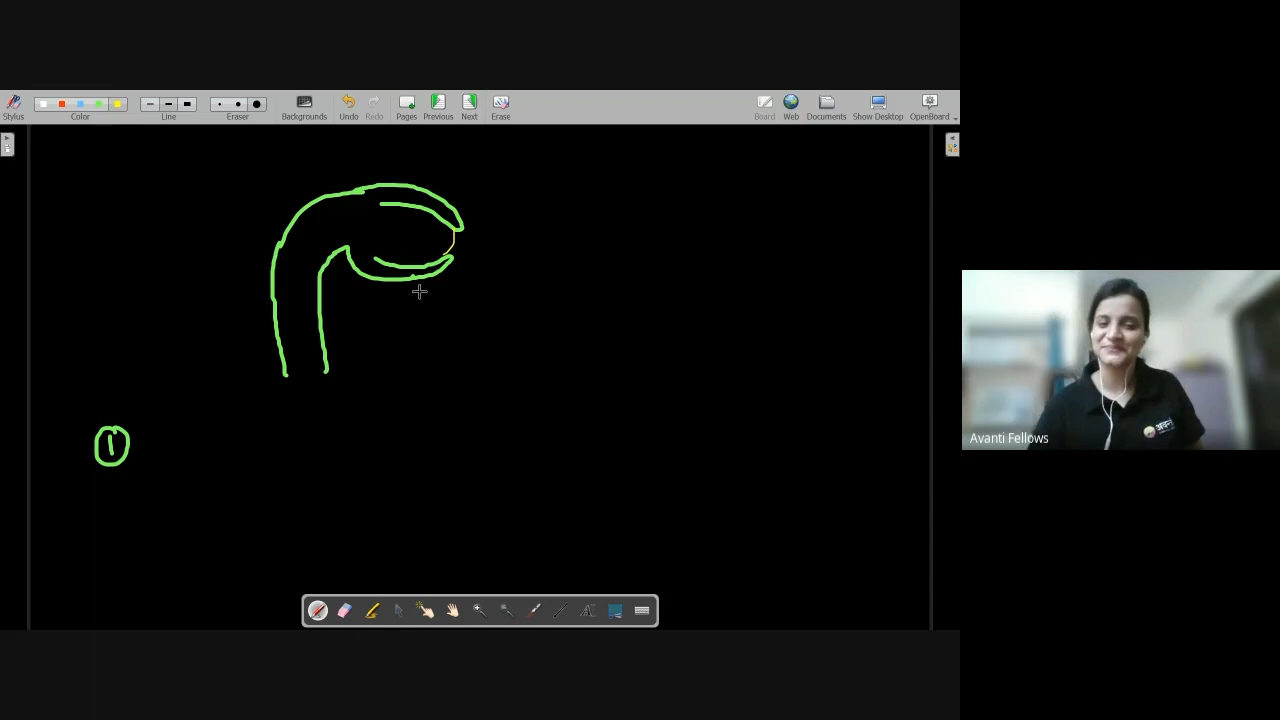 Stylus Color Line Eraser Backgrounds Undo Redo Pages Previous Next Erase Board Web Documents Show Desktop OpenBoard
1
Avanti Fellows